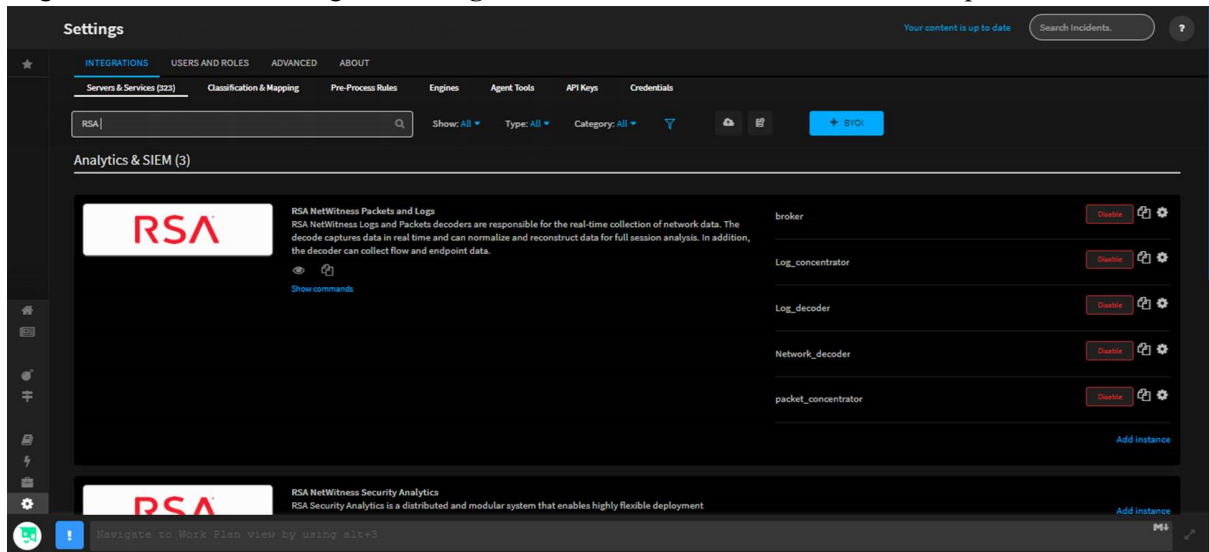 Settings
Your content is up to date
Search Incidents.
?
INTEGRATIONS USERS AND ROLES ADVANCED ABOUT
Servers & Services (323) Classification & Mapping Pre-Process Rules Engines Agent Tools API Keys Credentials
RSA
Show: All Type: All Category: All
+ BYOI
Analytics & SIEM (3)
RSA
RSA NetWitness Packets and Logs
RSA NetWitness Logs and Packets decoders are responsible for the real-time collection of network data. The
decode captures data in real time and can normalize and reconstruct data for full session analysis. In addition,
the decoder can collect flow and endpoint data.
Show commands
broker Disable
Log_concentrator Disable
Log_decoder Disable
Network_decoder Disable
packet_concentrator Disable
Add instance
RSA
RSA NetWitness Security Analytics
RSA Security Analytics is a distributed and modular system that enables highly flexible deployment
Add instance
! Navigate to Work Plan view by using alt+3
M↓